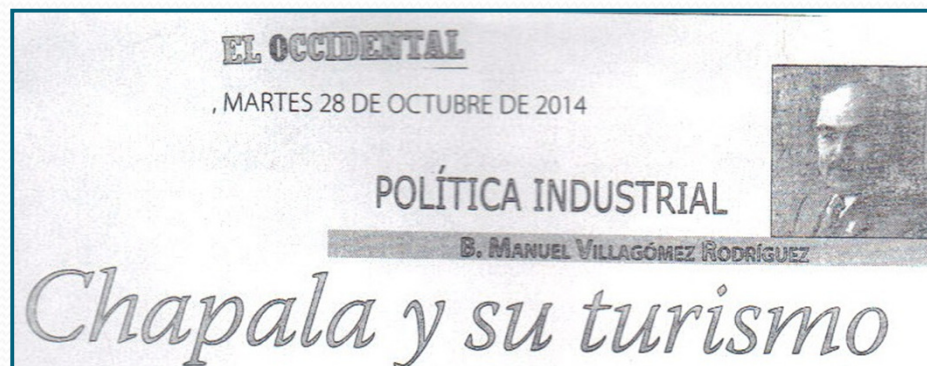 EL OCCIDENTAL
, MARTES 28 DE OCTUBRE DE 2014
POLÍTICA INDUSTRIAL
B. MANUEL VILLAGÓMEZ RODRÍGUEZ
Chapala y su turismo